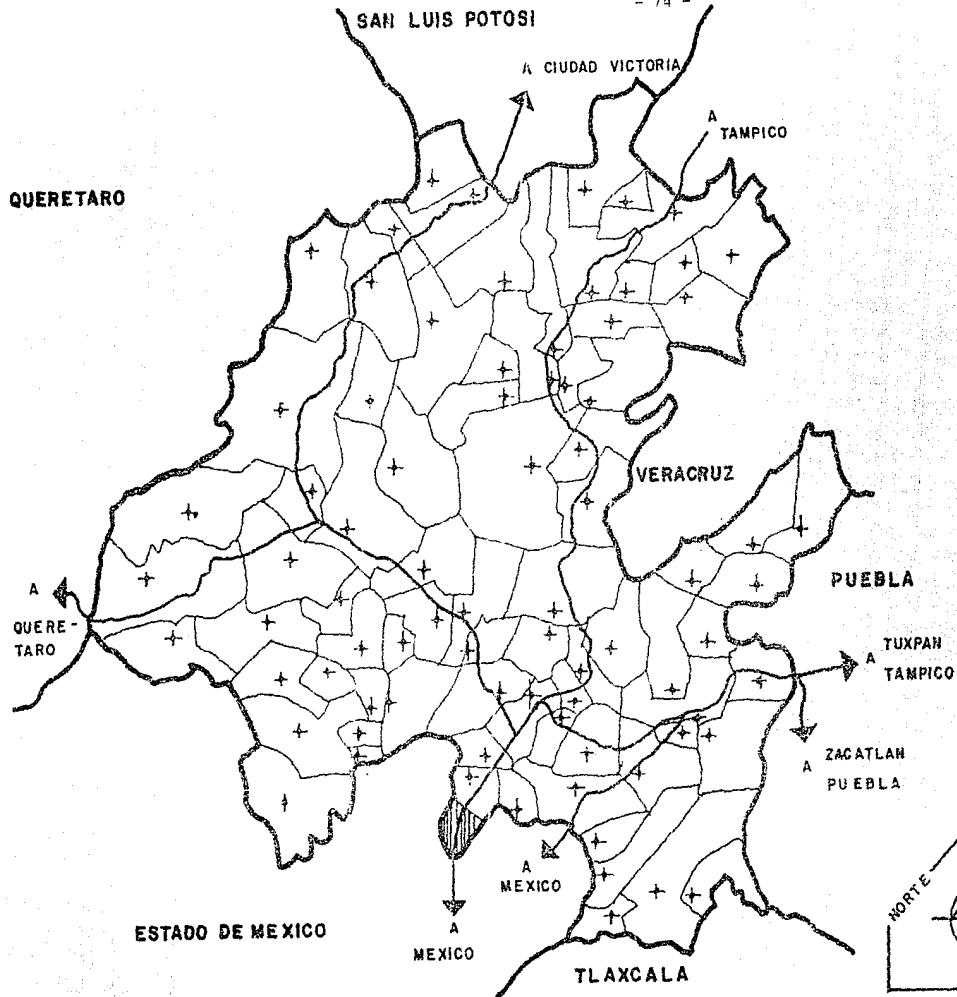 - 74 -
SAN LUIS POTOSI
A CIUDAD VICTORIA
A
TAMPICO
QUERETARO
VERACRUZ
A
QUERE-
TARO
PUEBLA
A TUXPAN
TAMPICO
A ZACATLAN
PUEBLA
A
MEXICO
A
MEXICO
NORTE
ESTADO DE MEXICO
TLAXCALA